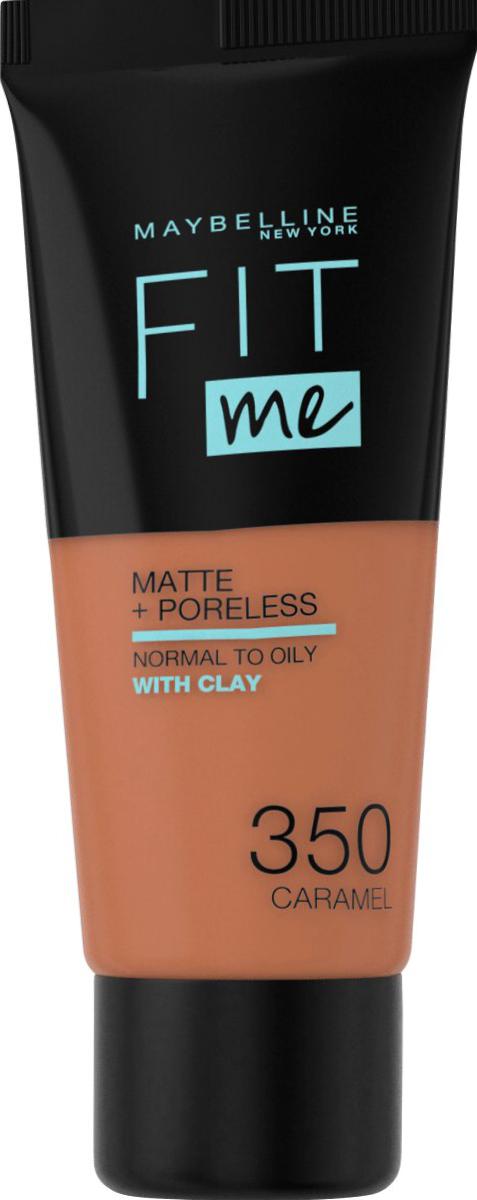 MAYBELLINE
NEW YORK
FIT
me
MATTE
+ PORELESS
NORMAL TO OILY
WITH CLAY
350
CARAMEL